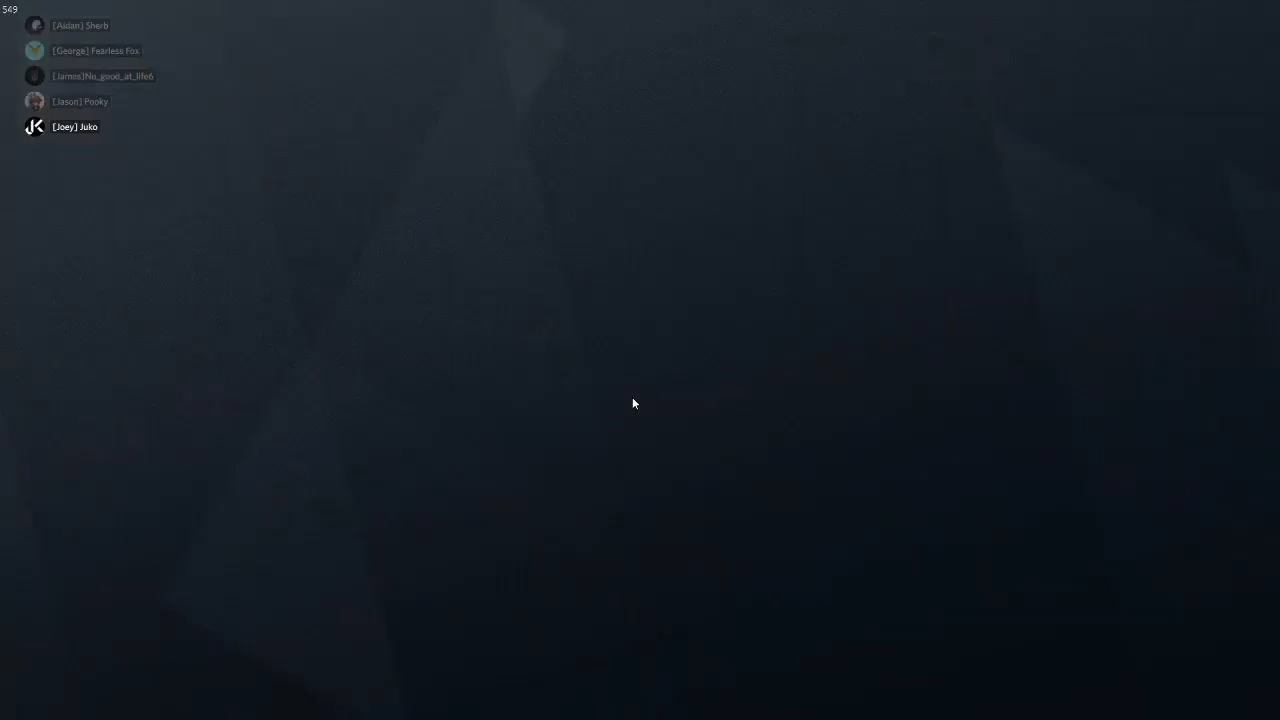 549
[Aidan] Sherb
[George] Fearless Fox
[James]No_good_at_life6
[Jason] Pooky
[Joey] Juko